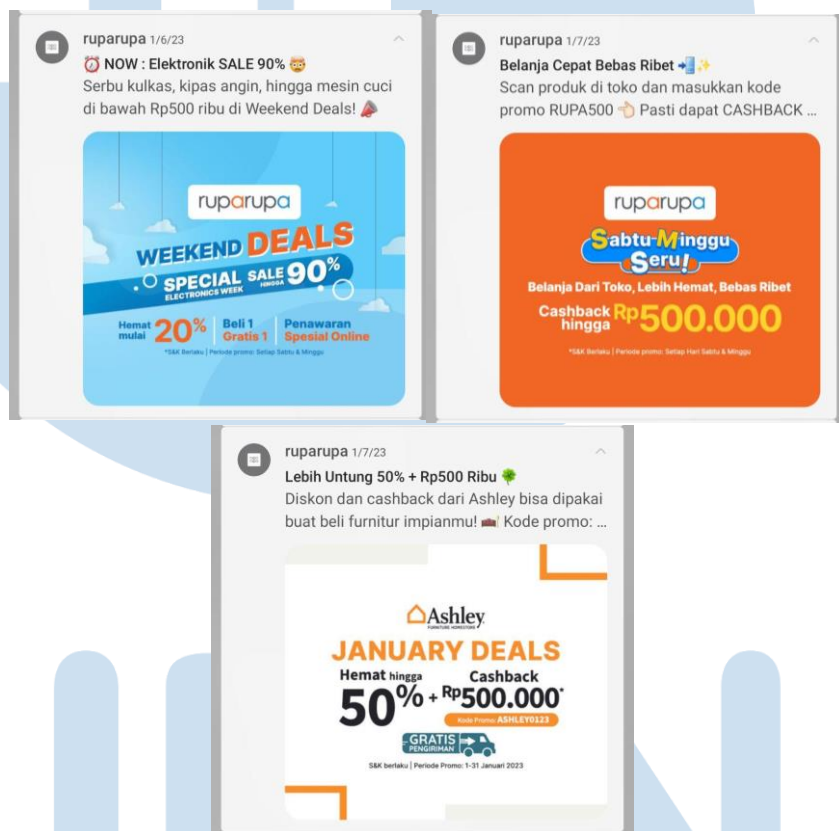 ruparupa 1/6/23
⏰ NOW : Elektronik SALE 90% 🤯
Serbu kulkas, kipas angin, hingga mesin cuci
di bawah Rp500 ribu di Weekend Deals! 📣
ruparupa
WEEKEND DEALS
SPECIAL SALE HINGGA 90%
ELECTRONICS WEEK
Hemat mulai 20% Beli 1 Gratis 1 Penawaran Spesial Online
*S&K Berlaku | Periode promo: Setiap Sabtu & Minggu
ruparupa 1/7/23
Belanja Cepat Bebas Ribet 📲✨
Scan produk di toko dan masukkan kode
promo RUPA500 👈🏻 Pasti dapat CASHBACK ...
ruparupa
Sabtu-Minggu
Seru!
Belanja Dari Toko, Lebih Hemat, Bebas Ribet
Cashback hingga Rp500.000
*S&K Berlaku | Periode promo: Setiap Hari Sabtu & Minggu
ruparupa 1/7/23
Lebih Untung 50% + Rp500 Ribu 🍀
Diskon dan cashback dari Ashley bisa dipakai
buat beli furnitur impianmu! 🛋️ Kode promo: ...
Ashley
FURNITURE HOMESTORE
JANUARY DEALS
Hemat hingga 50% + Cashback Rp500.000*
Kode Promo: ASHLEY0123
GRATIS
PENGIRIMAN
S&K berlaku | Periode Promo: 1-31 Januari 2023